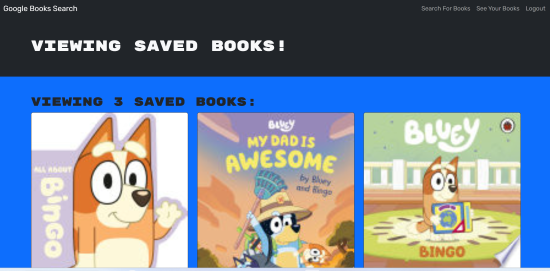 Google Books Search
Search For Books See Your Books Logout
VIEWING SAVED BOOKS!
VIEWING 3 SAVED BOOKS:
ALL ABOUT
Bingo
BLUEY
MY DAD IS
AWESOME
by Bluey
and Bingo
BLUEY
BINGO